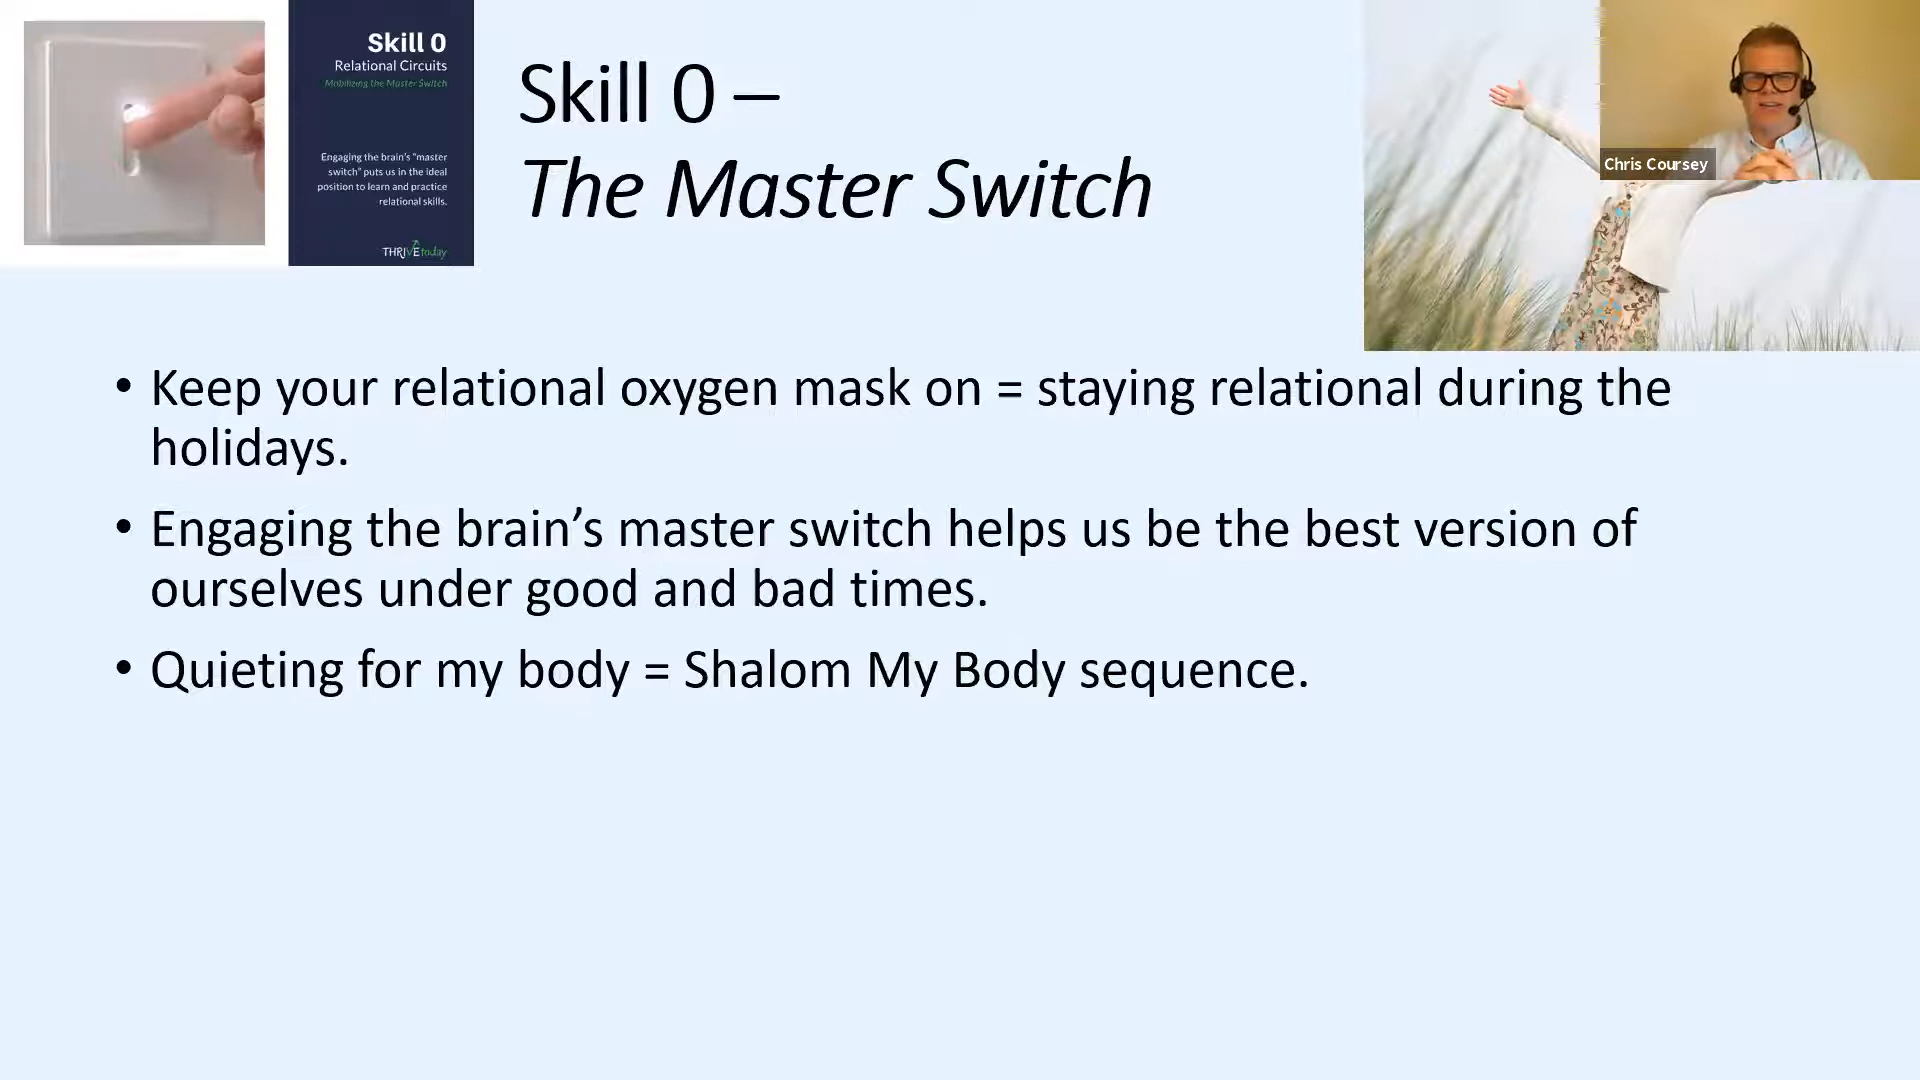 Skill 0
Relational Circuits
Mobilizing the Master Switch
Engaging the brain's "master
switch" puts us in the ideal
position to learn and practice
relational skills.
THRIVEtoday
Skill 0 –
The Master Switch
Chris Coursey
• Keep your relational oxygen mask on = staying relational during the
holidays.
• Engaging the brain’s master switch helps us be the best version of
ourselves under good and bad times.
• Quieting for my body = Shalom My Body sequence.